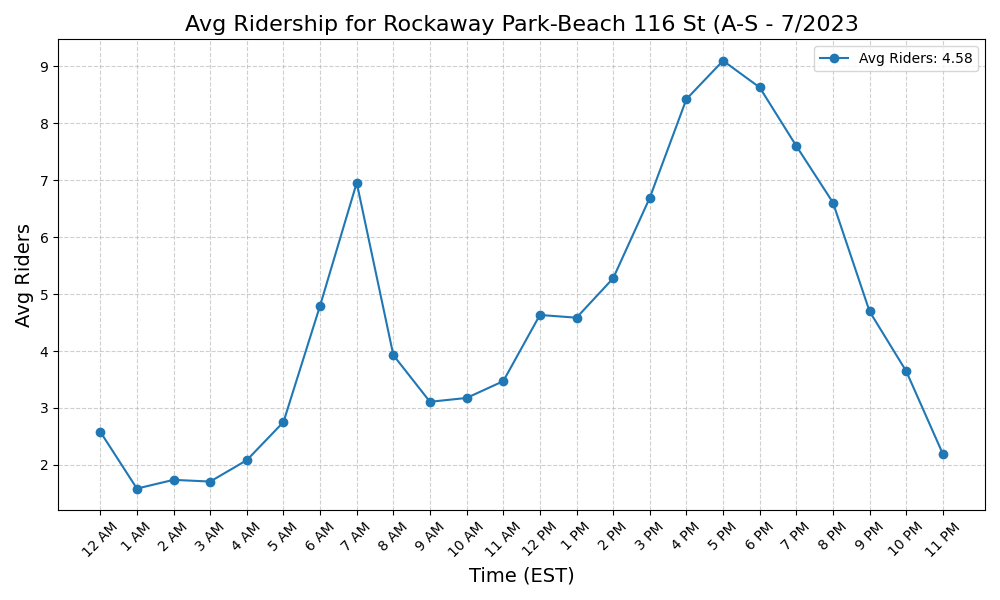 Avg Ridership for Rockaway Park-Beach 116 St (A-S - 7/2023
Avg Riders: 4.58
Avg Riders
9
8
7
6
5
4
3
2
12 AM
1 AM
2 AM
3 AM
4 AM
5 AM
6 AM
7 AM
8 AM
9 AM
10 AM
11 AM
12 PM
1 PM
2 PM
3 PM
4 PM
5 PM
6 PM
7 PM
8 PM
9 PM
10 PM
11 PM
Time (EST)